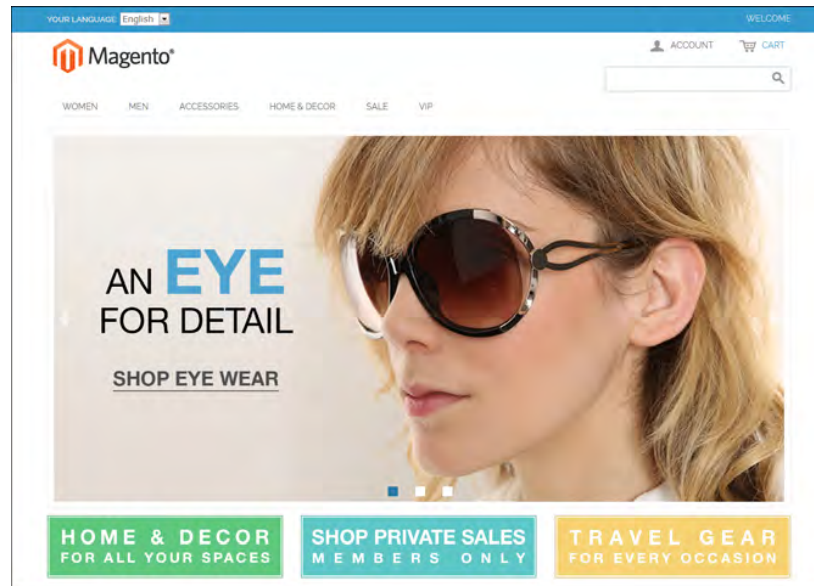 YOUR LANGUAGE: English WELCOME
Magento®
ACCOUNT CART
WOMEN MEN ACCESSORIES HOME & DECOR SALE VIP
AN EYE
FOR DETAIL
SHOP EYE WEAR
HOME & DECOR
FOR ALL YOUR SPACES
SHOP PRIVATE SALES
MEMBERS ONLY
TRAVEL GEAR
FOR EVERY OCCASION